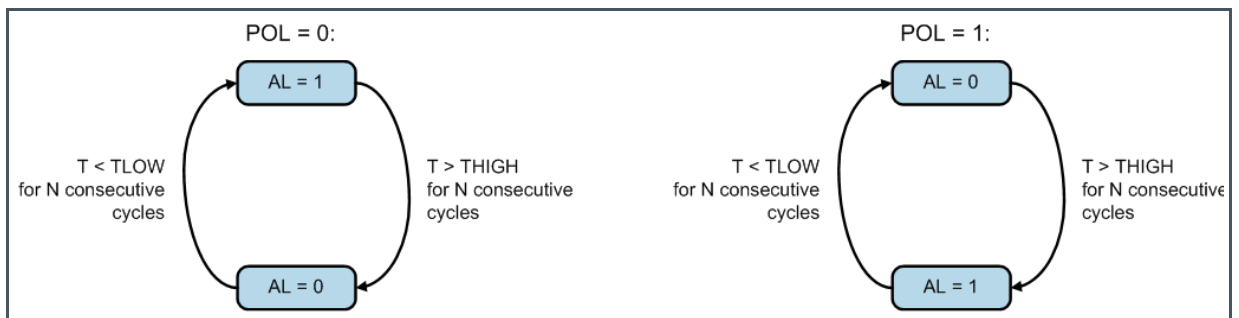 POL = 0:
AL = 1
T < TLOW
for N consecutive
cycles
T > THIGH
for N consecutive
cycles
AL = 0
POL = 1:
AL = 0
T < TLOW
for N consecutive
cycles
T > THIGH
for N consecutive
cycles
AL = 1